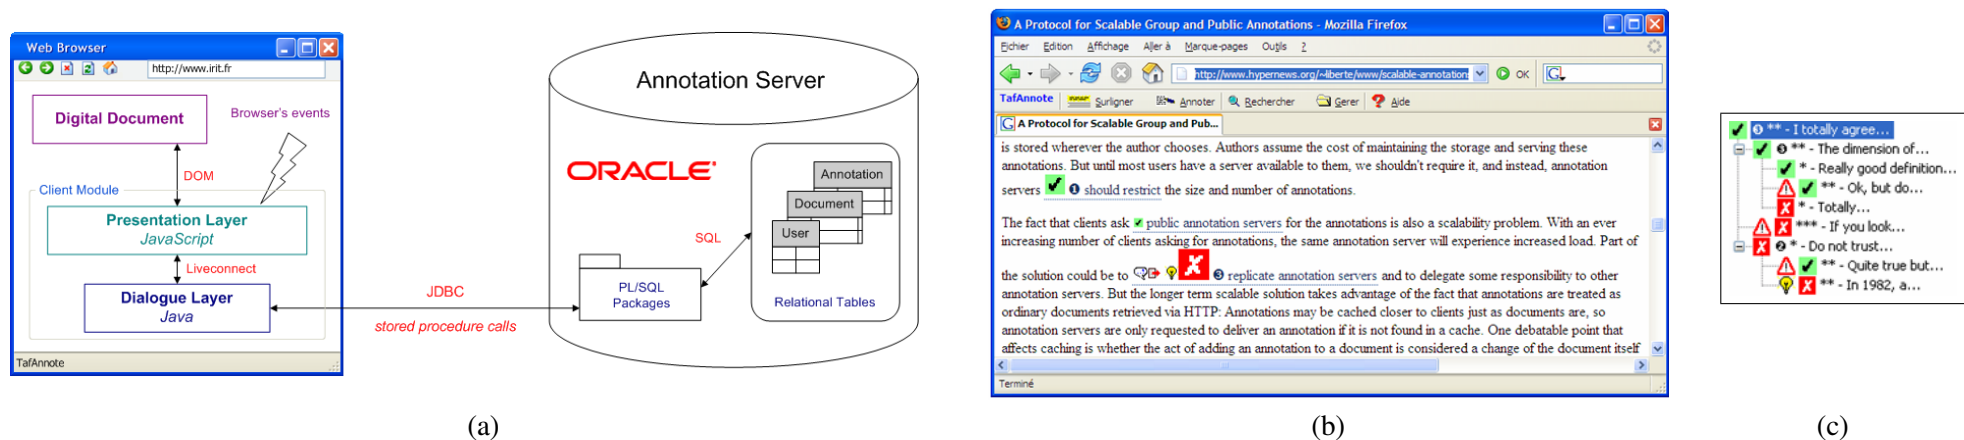 Web Browser
http://www.irit.fr
Digital Document
Browser's events
DOM
Client Module
Presentation Layer
JavaScript
Liveconnect
Dialogue Layer
Java
TafAnnote
JDBC
stored procedure calls
Annotation Server
ORACLE
Annotation
Document
User
SQL
PL/SQL
Packages
Relational Tables
(a)
A Protocol for Scalable Group and Public Annotations - Mozilla Firefox
Fichier Edition Affichage Aller à Marque-pages Outils ?
http://www.hypernews.org/~liberte/www/scalable-annotation OK G
TafAnnote Surligner Annoter Rechercher Gérer Aide
G A Protocol for Scalable Group and Pub...
is stored wherever the author chooses. Authors assume the cost of maintaining the storage and serving these
annotations. But until most users have a server available to them, we shouldn't require it, and instead, annotation
servers 1 should restrict the size and number of annotations.
The fact that clients ask public annotation servers for the annotations is also a scalability problem. With an ever
increasing number of clients asking for annotations, the same annotation server will experience increased load. Part of
the solution could be to 3 replicate annotation servers and to delegate some responsibility to other
annotation servers. But the longer term scalable solution takes advantage of the fact that annotations are treated as
ordinary documents retrieved via HTTP: Annotations may be cached closer to clients just as documents are, so
annotation servers are only requested to deliver an annotation if it is not found in a cache. One debatable point that
affects caching is whether the act of adding an annotation to a document is considered a change of the document itself
Terminé
(b)
3 ** - I totally agree...
3 ** - The dimension of...
* - Really good definition...
** - Ok, but do...
* - Totally...
*** - If you look...
2 * - Do not trust...
** - Quite true but...
** - In 1982, a...
(c)